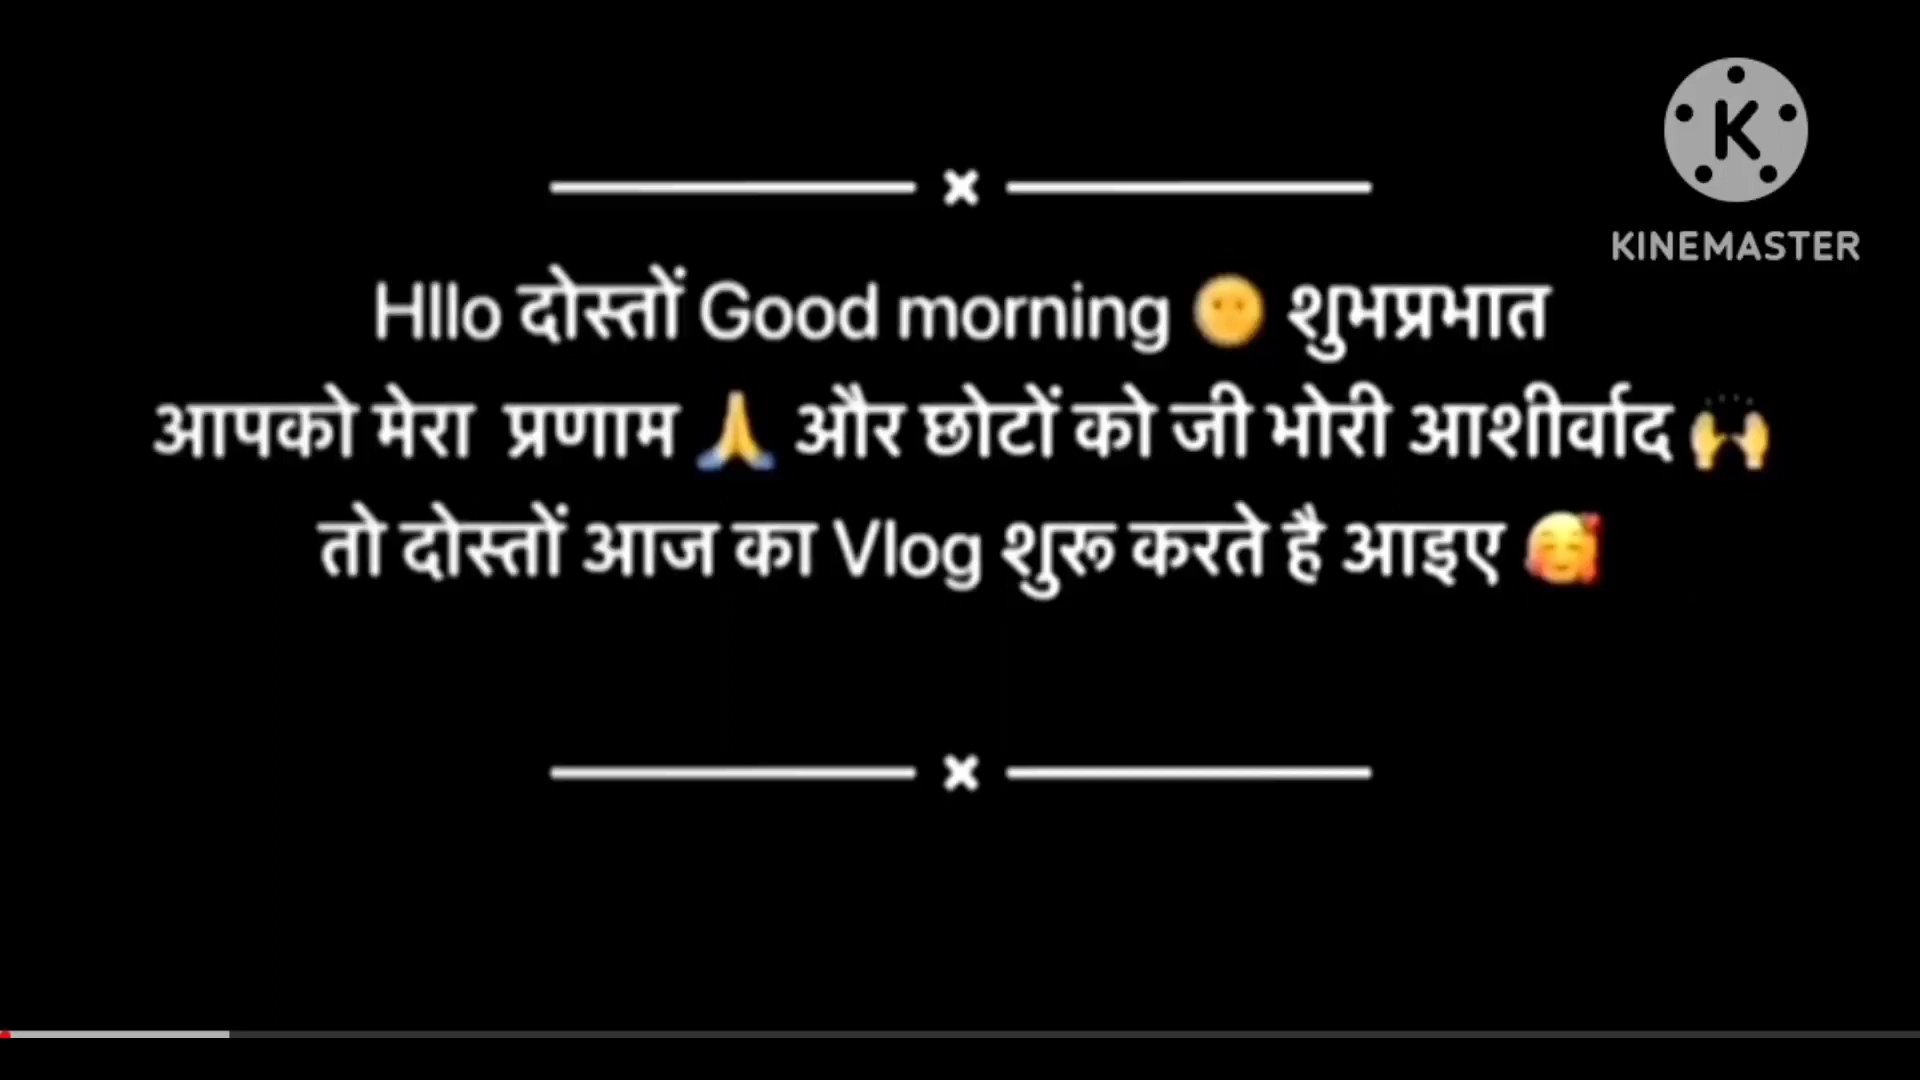 KINEMASTER
Hllo दोस्तों Good morning 😶 शुभप्रभात
आपको मेरा प्रणाम 🙏 और छोटों को जी भोरी आशीर्वाद 🙌
तो दोस्तों आज का Vlog शुरू करते है आइए 🥰